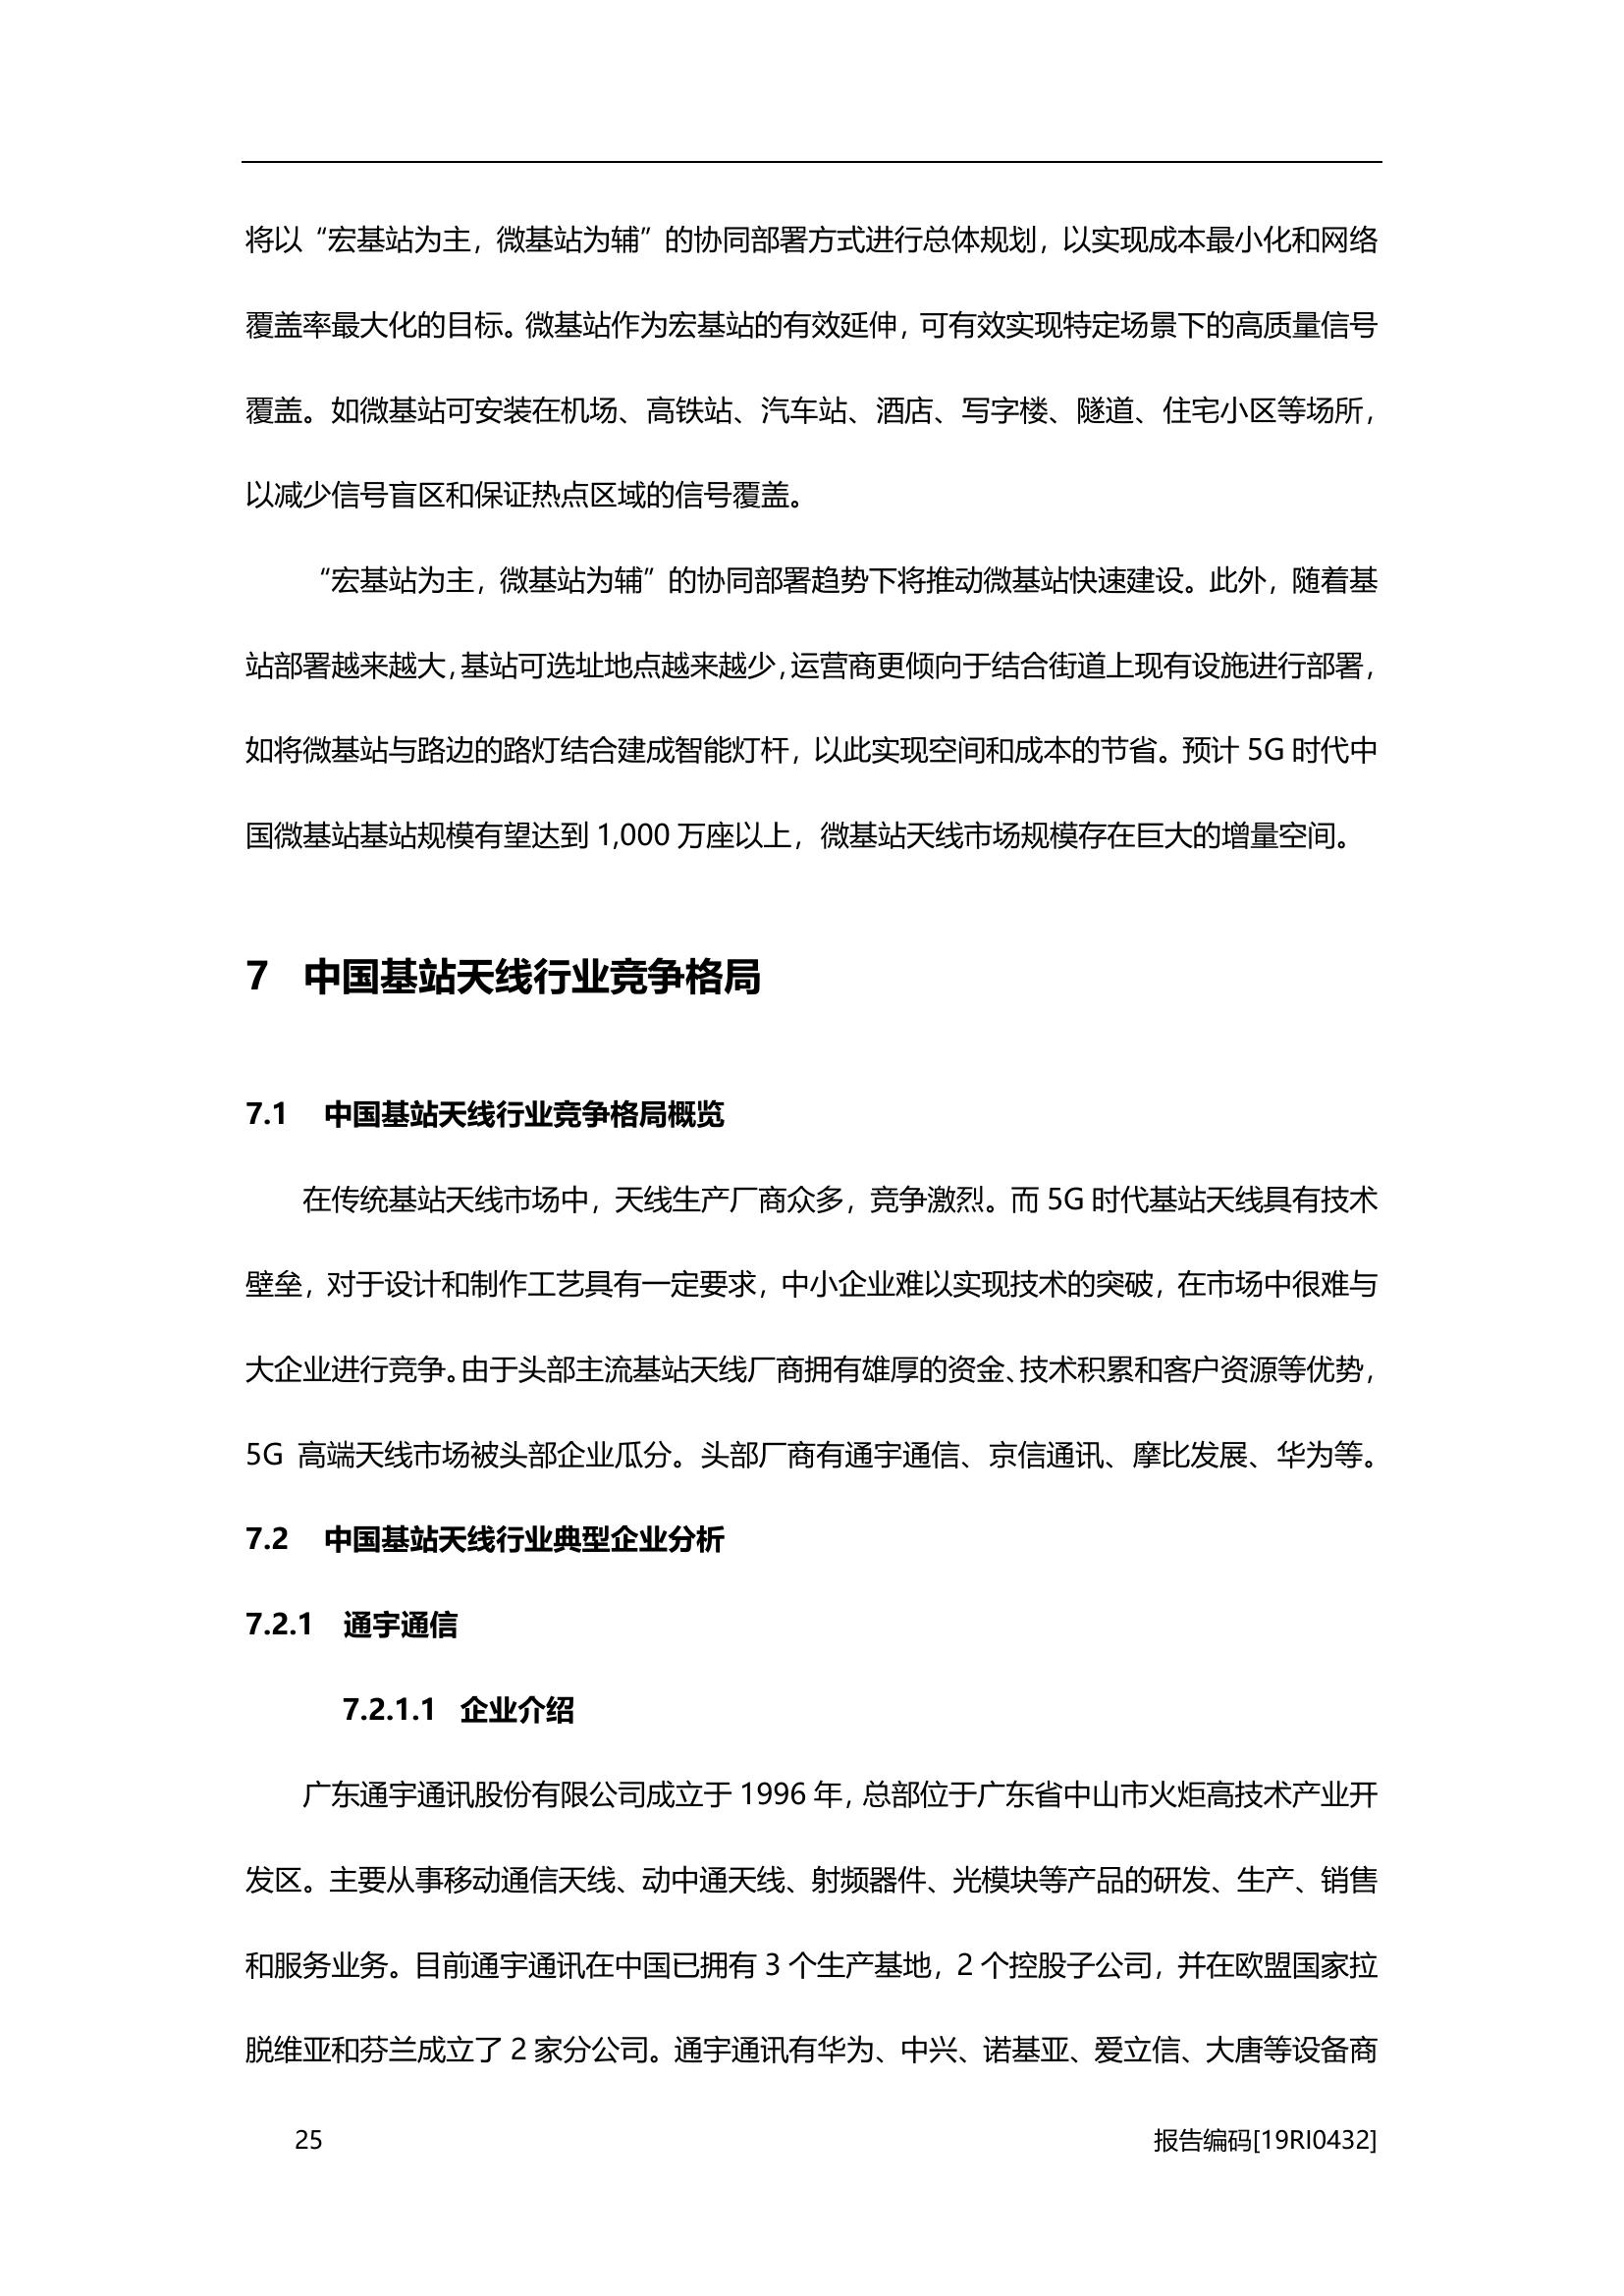 将以“宏基站为主，微基站为辅”的协同部署方式进行总体规划，以实现成本最小化和网络
覆盖率最大化的目标。微基站作为宏基站的有效延伸，可有效实现特定场景下的高质量信号
覆盖。如微基站可安装在机场、高铁站、汽车站、酒店、写字楼、隧道、住宅小区等场所，
以减少信号盲区和保证热点区域的信号覆盖。
“宏基站为主，微基站为辅”的协同部署趋势下将推动微基站快速建设。此外，随着基
站部署越来越大，基站可选址地点越来越少，运营商更倾向于结合街道上现有设施进行部署，
如将微基站与路边的路灯结合建成智能灯杆，以此实现空间和成本的节省。预计 5G 时代中
国微基站基站规模有望达到 1,000 万座以上，微基站天线市场规模存在巨大的增量空间。
7 中国基站天线行业竞争格局
7.1 中国基站天线行业竞争格局概览
在传统基站天线市场中，天线生产厂商众多，竞争激烈。而 5G 时代基站天线具有技术
壁垒，对于设计和制作工艺具有一定要求，中小企业难以实现技术的突破，在市场中很难与
大企业进行竞争。由于头部主流基站天线厂商拥有雄厚的资金、技术积累和客户资源等优势，
5G 高端天线市场被头部企业瓜分。头部厂商有通宇通信、京信通讯、摩比发展、华为等。
7.2 中国基站天线行业典型企业分析
7.2.1 通宇通信
7.2.1.1 企业介绍
广东通宇通讯股份有限公司成立于 1996 年，总部位于广东省中山市火炬高技术产业开
发区。主要从事移动通信天线、动中通天线、射频器件、光模块等产品的研发、生产、销售
和服务业务。目前通宇通讯在中国已拥有 3 个生产基地，2 个控股子公司，并在欧盟国家拉
脱维亚和芬兰成立了 2 家分公司。通宇通讯有华为、中兴、诺基亚、爱立信、大唐等设备商
25 报告编码[19RI0432]